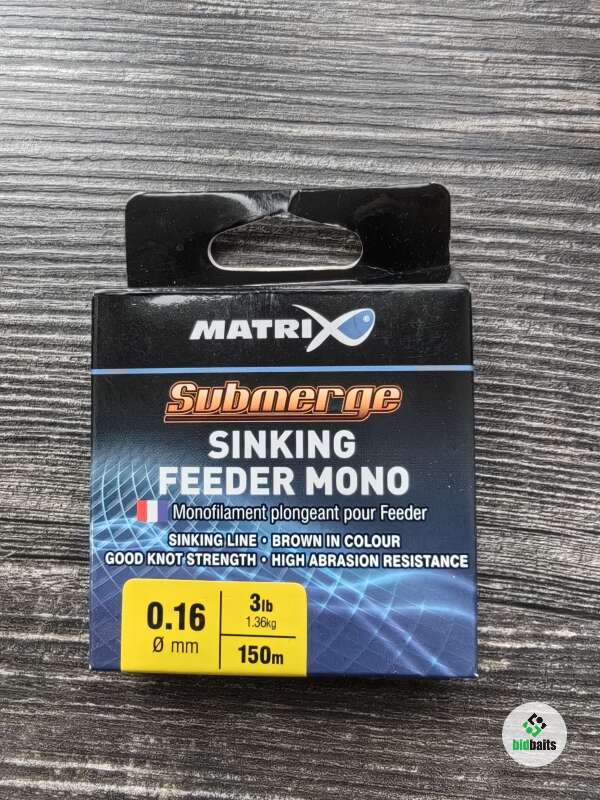 MATRIX
®
Submerge
SINKING
FEEDER MONO
Monofilament plongeant pour Feeder
SINKING LINE • BROWN IN COLOUR
GOOD KNOT STRENGTH • HIGH ABRASION RESISTANCE
0.16
Ø mm
3lb
1.36kg
150m
bidbaits